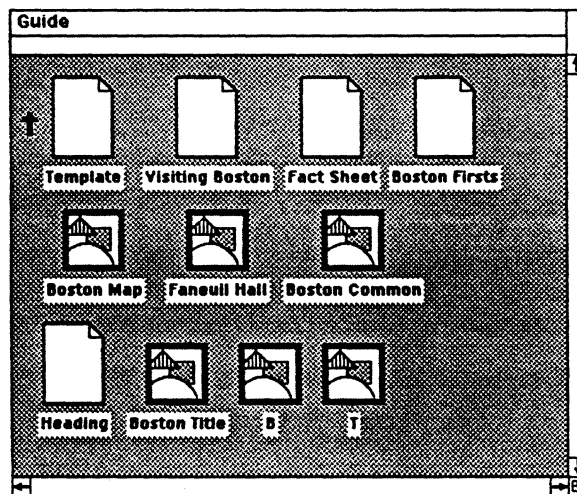 Guide
Template Visiting Boston Fact Sheet Boston Firsts
Boston Map Faneuil Hall Boston Common
Heading Boston Title B T